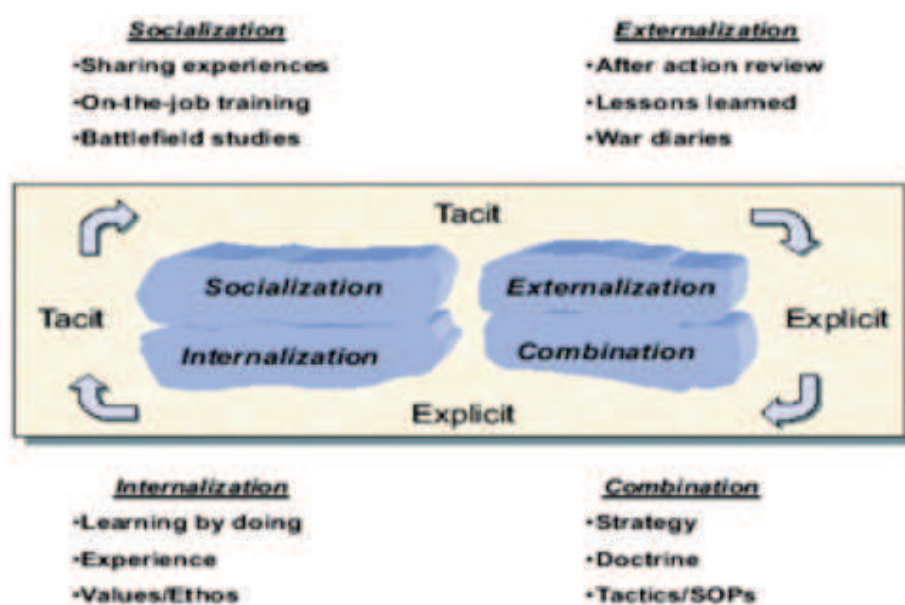 Socialization
•Sharing experiences
•On-the-job training
•Battlefield studies
Externalization
•After action review
•Lessons learned
•War diaries
Tacit
Socialization
Externalization
Tacit
Explicit
Internalization
Combination
Explicit
Internalization
•Learning by doing
•Experience
•Values/Ethos
Combination
•Strategy
•Doctrine
•Tactics/SOPs